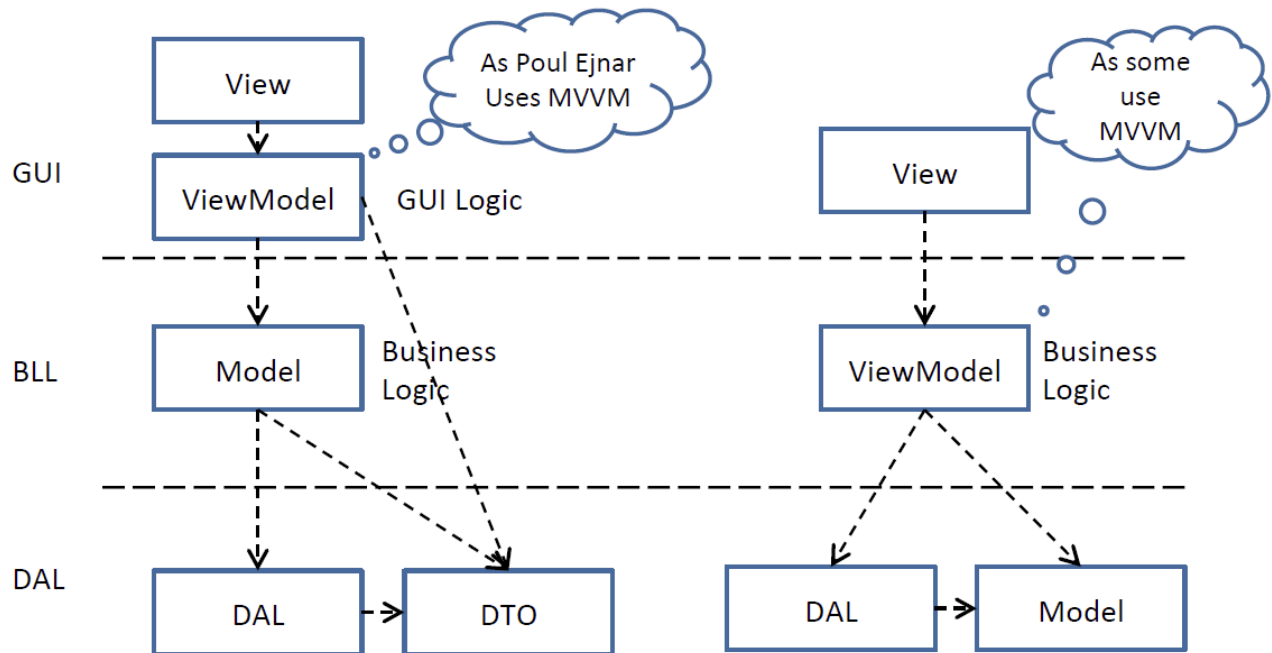 View
As Poul Ejnar
Uses MVVM
As some
use
MVVM
GUI
ViewModel
GUI Logic
View
BLL
Model
Business
Logic
ViewModel
Business
Logic
DAL
DAL
DTO
DAL
Model